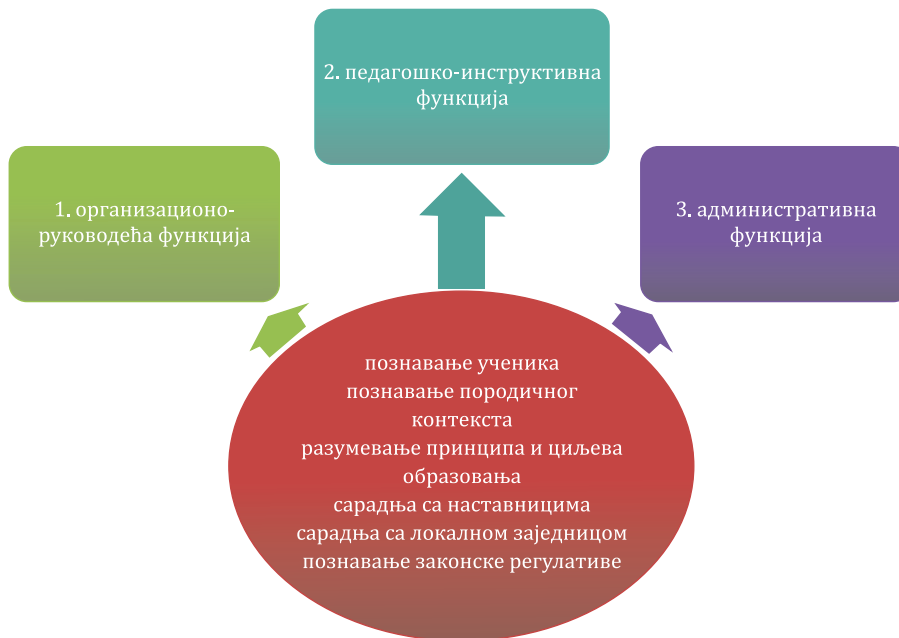 2. педагошко-инструктивна
функција
1. организационо-
руководећа функција
3. административна
функција
познавање ученика
познавање породичног
контекста
разумевање принципа и циљева
образовања
сарадња са наставницима
сарадња са локалном заједницом
познавање законске регулативе